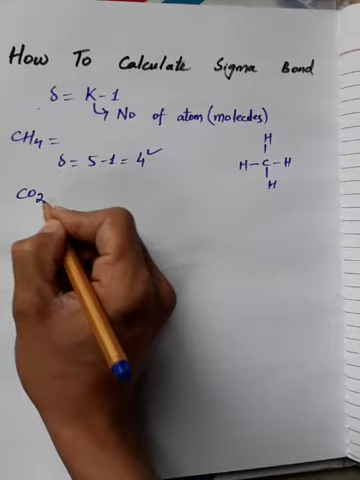 How To Calculate Sigma Bond
δ = K-1
↳ No of atom (molecules)
CH₄ =
δ = 5-1 = 4 ✓
H
H-C-H
H
CO₂